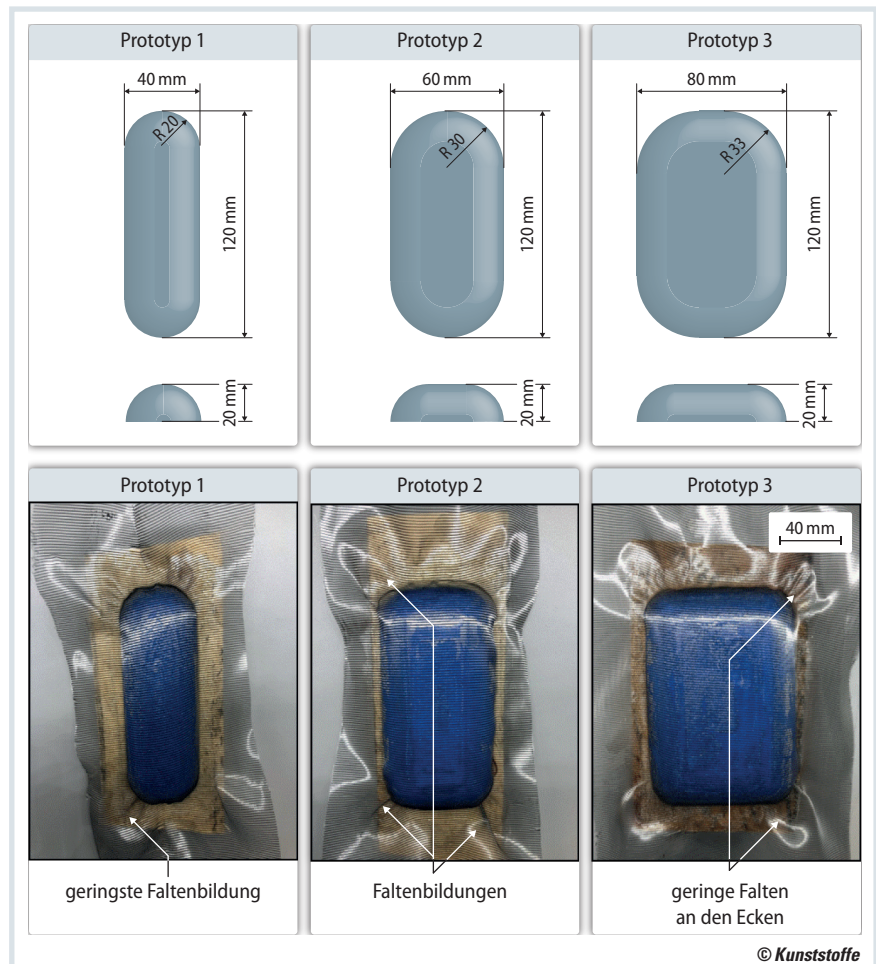 Prototyp 1
40 mm
R 20
120 mm
20 mm
Prototyp 2
60 mm
R 30
120 mm
20 mm
Prototyp 3
80 mm
R 33
120 mm
20 mm
Prototyp 1
geringste Faltenbildung
Prototyp 2
Faltenbildungen
Prototyp 3
40 mm
geringe Falten
an den Ecken
© Kunststoffe